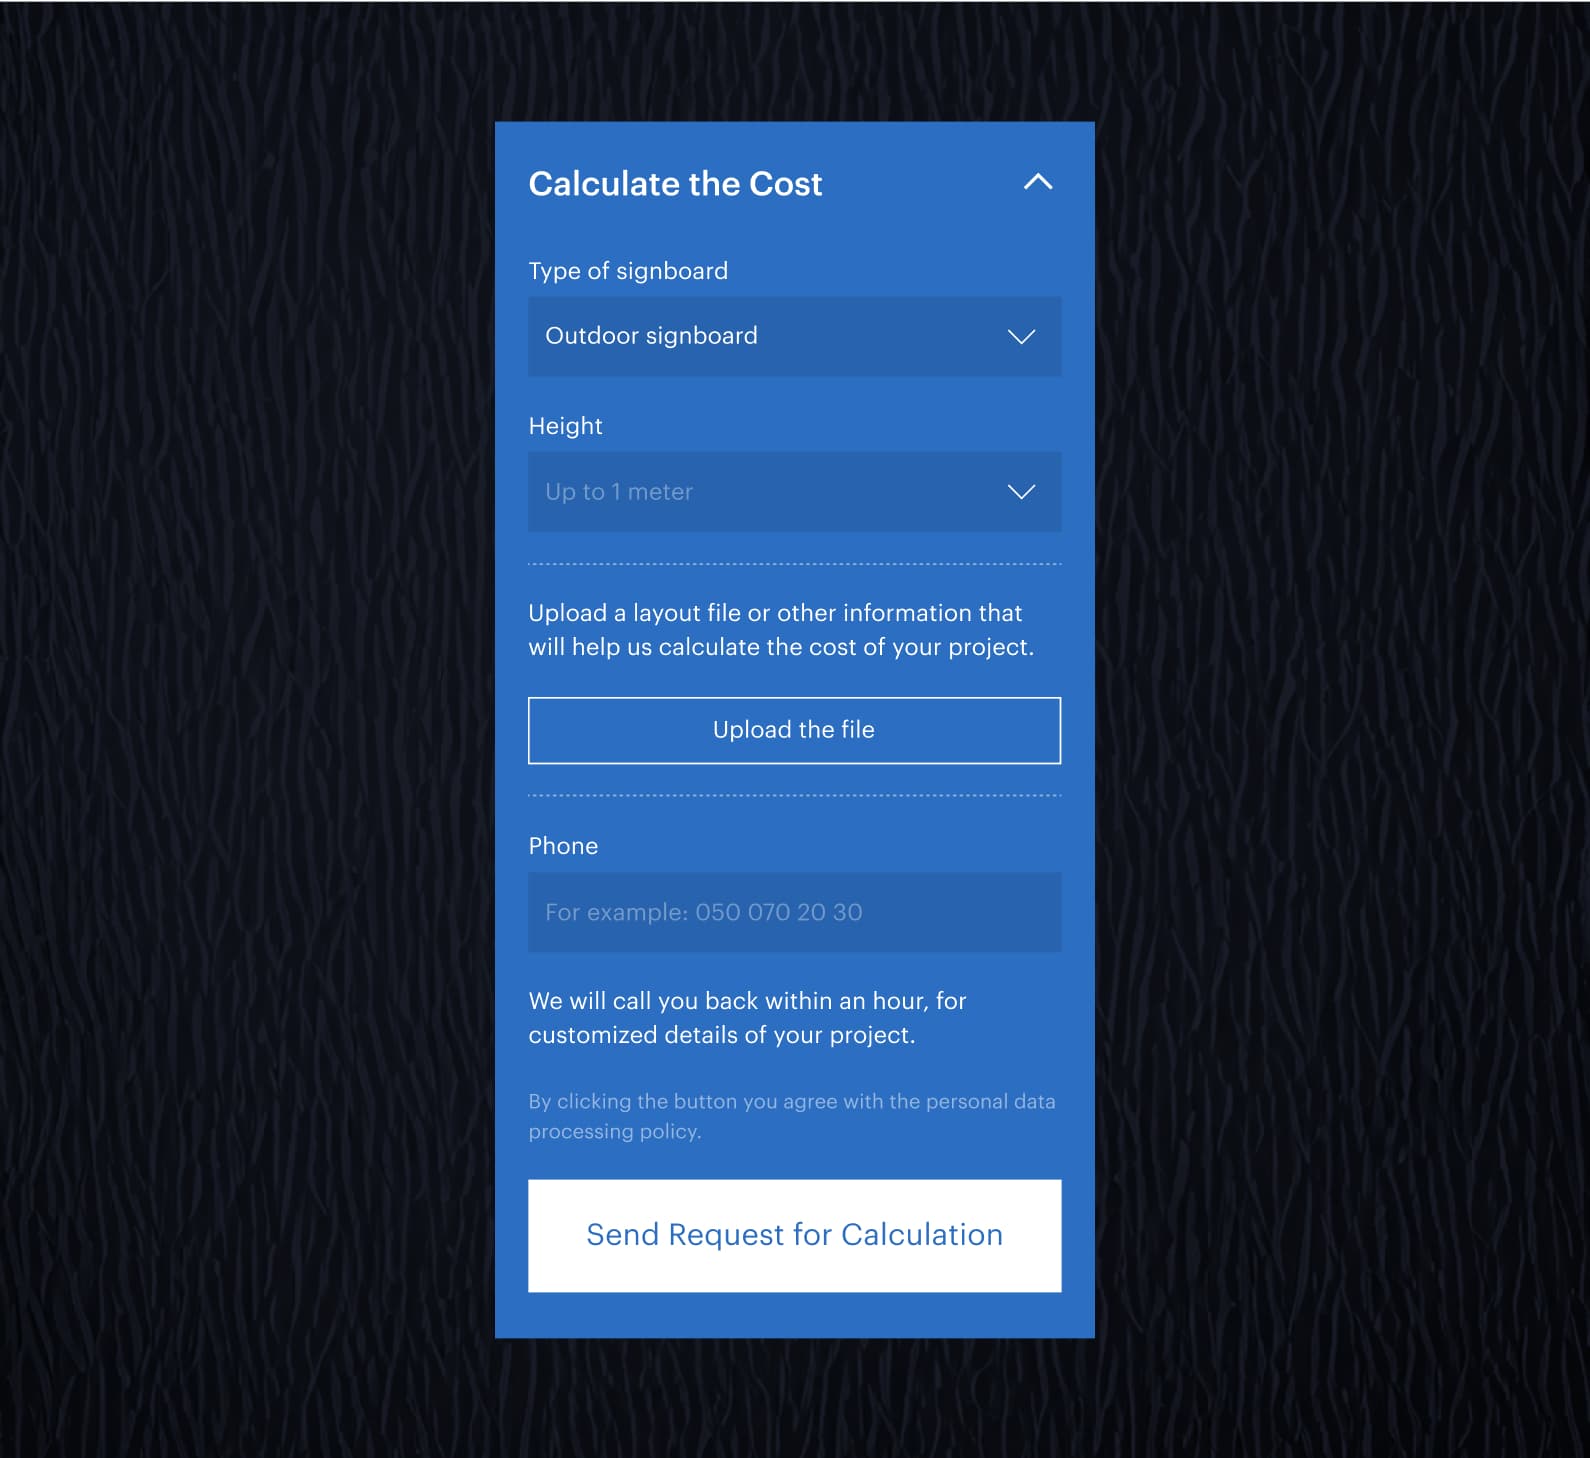 Calculate the Cost
Type of signboard
Outdoor signboard
Height
Up to 1 meter
Upload a layout file or other information that
will help us calculate the cost of your project.
Upload the file
Phone
For example: 050 070 20 30
We will call you back within an hour, for
customized details of your project.
By clicking the button you agree with the personal data
processing policy.
Send Request for Calculation